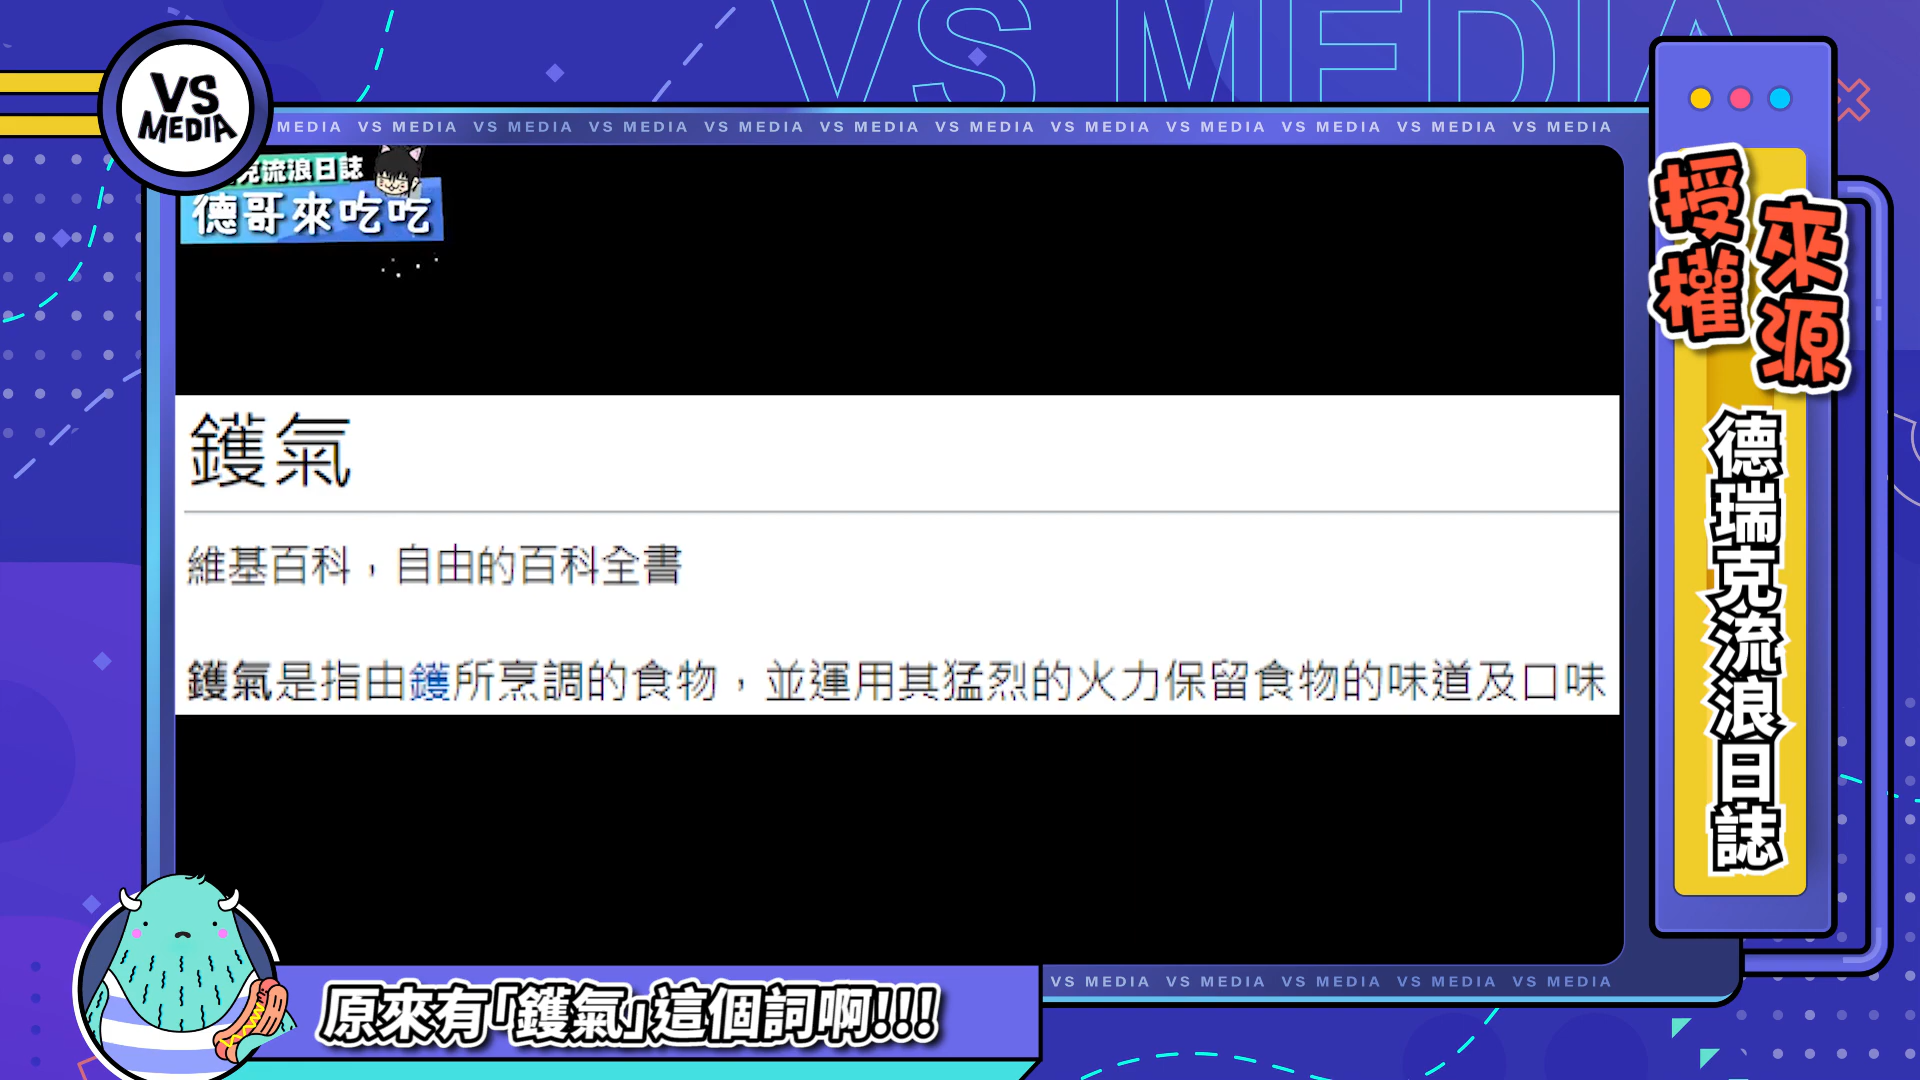 VS MEDIA
VS
MEDIA
MEDIA VS MEDIA VS MEDIA VS MEDIA VS MEDIA VS MEDIA VS MEDIA VS MEDIA VS MEDIA VS MEDIA VS MEDIA VS MEDIA
克流浪日誌
德哥來吃吃
鑊氣
維基百科，自由的百科全書
鑊氣是指由鑊所烹調的食物，並運用其猛烈的火力保留食物的味道及口味
授權
來源
德瑞克流浪日誌
原來有「鑊氣」這個詞啊!!!
VS MEDIA VS MEDIA VS MEDIA VS MEDIA VS MEDIA